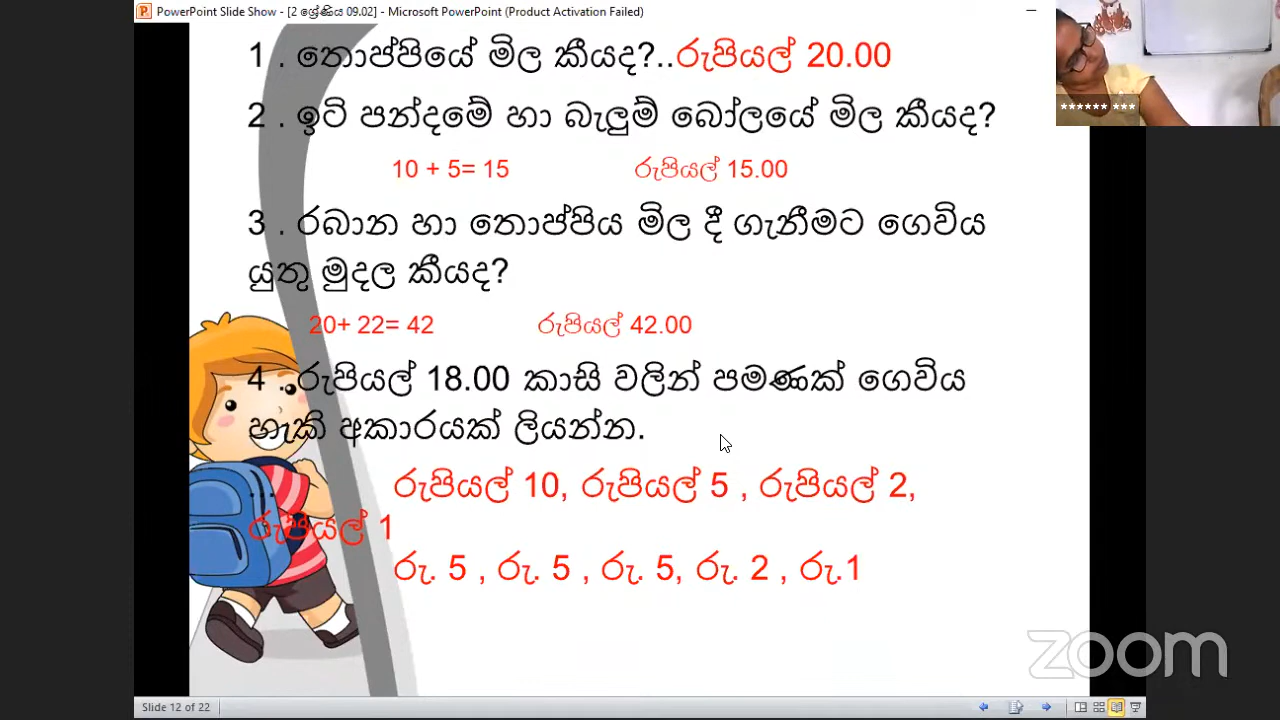 PowerPoint Slide Show - [2 ශ්‍රේණිය 09.02] - Microsoft PowerPoint (Product Activation Failed)
1 . තොප්පියේ මිල කීයද?..රුපියල් 20.00
2 . ඉටි පන්දමේ හා බැලුම් බෝලයේ මිල කීයද?
10 + 5= 15 රුපියල් 15.00
3 . රබාන හා තොප්පිය මිල දී ගැනීමට ගෙවිය
යුතු මුදල කීයද?
20+ 22= 42 රුපියල් 42.00
4 . රුපියල් 18.00 කාසි වලින් පමණක් ගෙවිය
හැකි අකාරයක් ලියන්න.
... රුපියල් 10, රුපියල් 5 , රුපියල් 2,
රුපියල් 1
රු. 5 , රු. 5 , රු. 5, රු. 2 , රු.1
****** ***
zoom
Slide 12 of 22